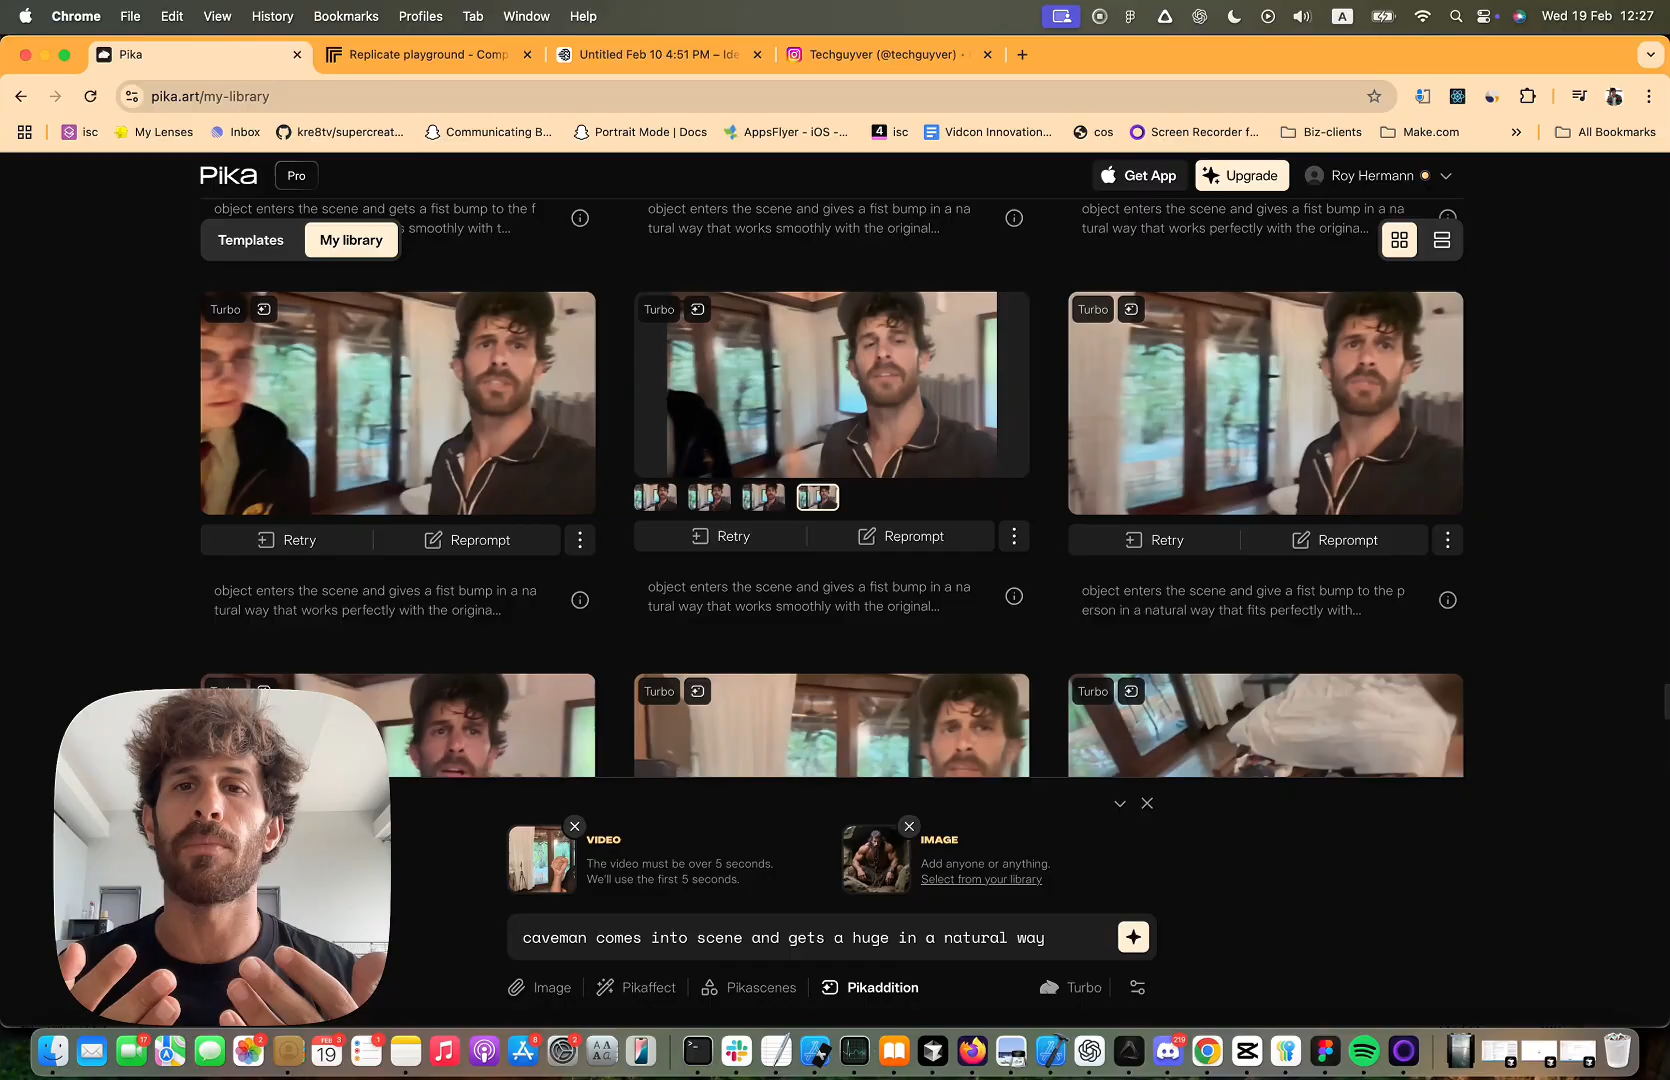 Chrome File Edit View History Bookmarks Profiles Tab Window Help
A
Wed 19 Feb 12:27
Pika
Replicate playground – Comp
Untitled Feb 10 4:51 PM – Ide
Techguyver (@techguyver) •
pika.art/my-library
isc
My Lenses
Inbox
kre8tv/supercreat...
Communicating B...
Portrait Mode | Docs
AppsFlyer - iOS -...
4 isc
Vidcon Innovation...
cos
Screen Recorder f...
Biz-clients
Make.com
All Bookmarks
Pika
Pro
Get App
Upgrade
Roy Hermann
object enters the scene and gets a fist bump to the f
s smoothly with t...
object enters the scene and gives a fist bump in a na
tural way that works smoothly with the original...
object enters the scene and gives a fist bump in a na
tural way that works perfectly with the origina...
Templates
My library
Turbo
Turbo
Turbo
Retry
Reprompt
Retry
Reprompt
Retry
Reprompt
object enters the scene and gives a fist bump in a na
tural way that works perfectly with the origina...
object enters the scene and gives a fist bump in a na
tural way that works smoothly with the original...
object enters the scene and give a fist bump to the p
erson in a natural way that fits perfectly with...
Turbo
Turbo
VIDEO
The video must be over 5 seconds.
We'll use the first 5 seconds.
IMAGE
Add anyone or anything.
Select from your library
caveman comes into scene and gets a huge in a natural way
Image
Pikaffect
Pikascenes
Pikaddition
Turbo
17
2
FEB
19
3
1
8
2
219